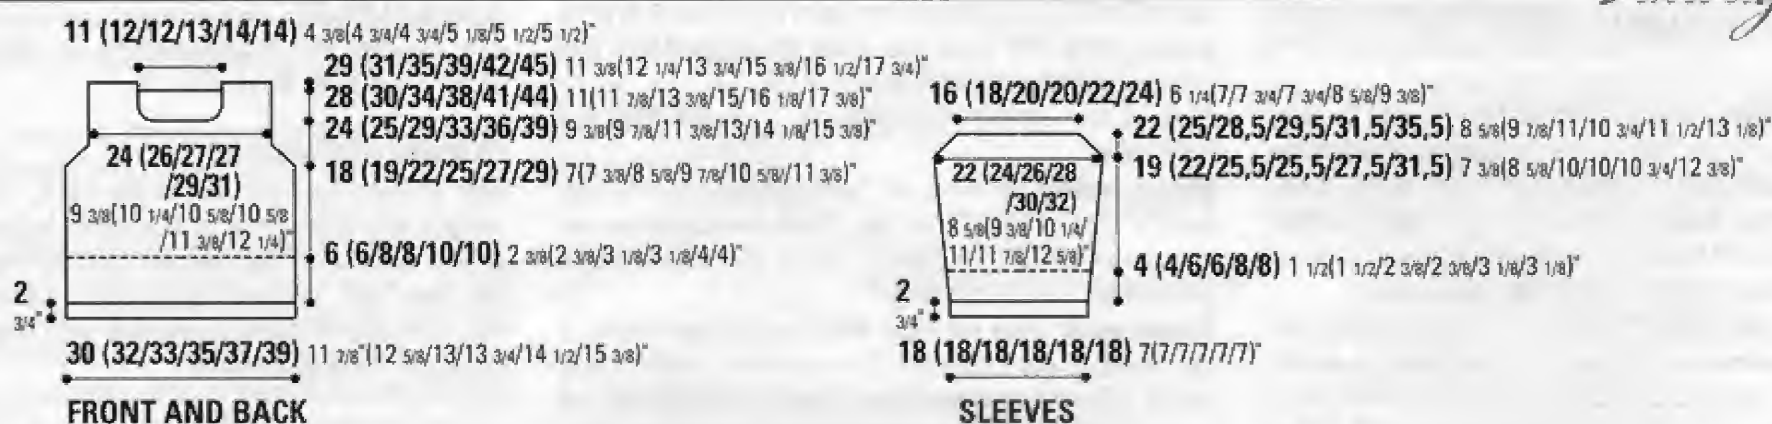 11 (12/12/13/14/14) 4 3/8(4 3/4/4 3/4/5 1/8/5 1/2/5 1/2)"
29 (31/35/39/42/45) 11 3/8(12 1/4/13 3/4/15 3/8/16 1/2/17 3/4)"
28 (30/34/38/41/44) 11(11 7/8/13 3/8/15/16 1/8/17 3/8)"
24 (25/29/33/36/39) 9 3/8(9 7/8/11 3/8/13/14 1/8/15 3/8)"
24 (26/27/27
/29/31)
9 3/8(10 1/4/10 5/8/10 5/8
/11 3/8/12 1/4)"
18 (19/22/25/27/29) 7(7 3/8/8 5/8/9 7/8/10 5/8/11 3/8)"
6 (6/8/8/10/10) 2 3/8(2 3/8/3 1/8/3 1/8/4/4)"
2
3/4"
30 (32/33/35/37/39) 11 7/8"(12 5/8/13/13 3/4/14 1/2/15 3/8)"
FRONT AND BACK
16 (18/20/20/22/24) 6 1/4(7/7 3/4/7 3/4/8 5/8/9 3/8)"
22 (25/28,5/29,5/31,5/35,5) 8 5/8(9 7/8/11/10 3/4/11 1/2/13 1/8)"
19 (22/25,5/25,5/27,5/31,5) 7 3/8(8 5/8/10/10/10 3/4/12 3/8)"
22 (24/26/28
/30/32)
8 5/8(9 3/8/10 1/4/
11/11 7/8/12 5/8)"
4 (4/6/6/8/8) 1 1/2(1 1/2/2 3/8/2 3/8/3 1/8/3 1/8)"
2
3/4"
18 (18/18/18/18/18) 7(7/7/7/7/7)"
SLEEVES